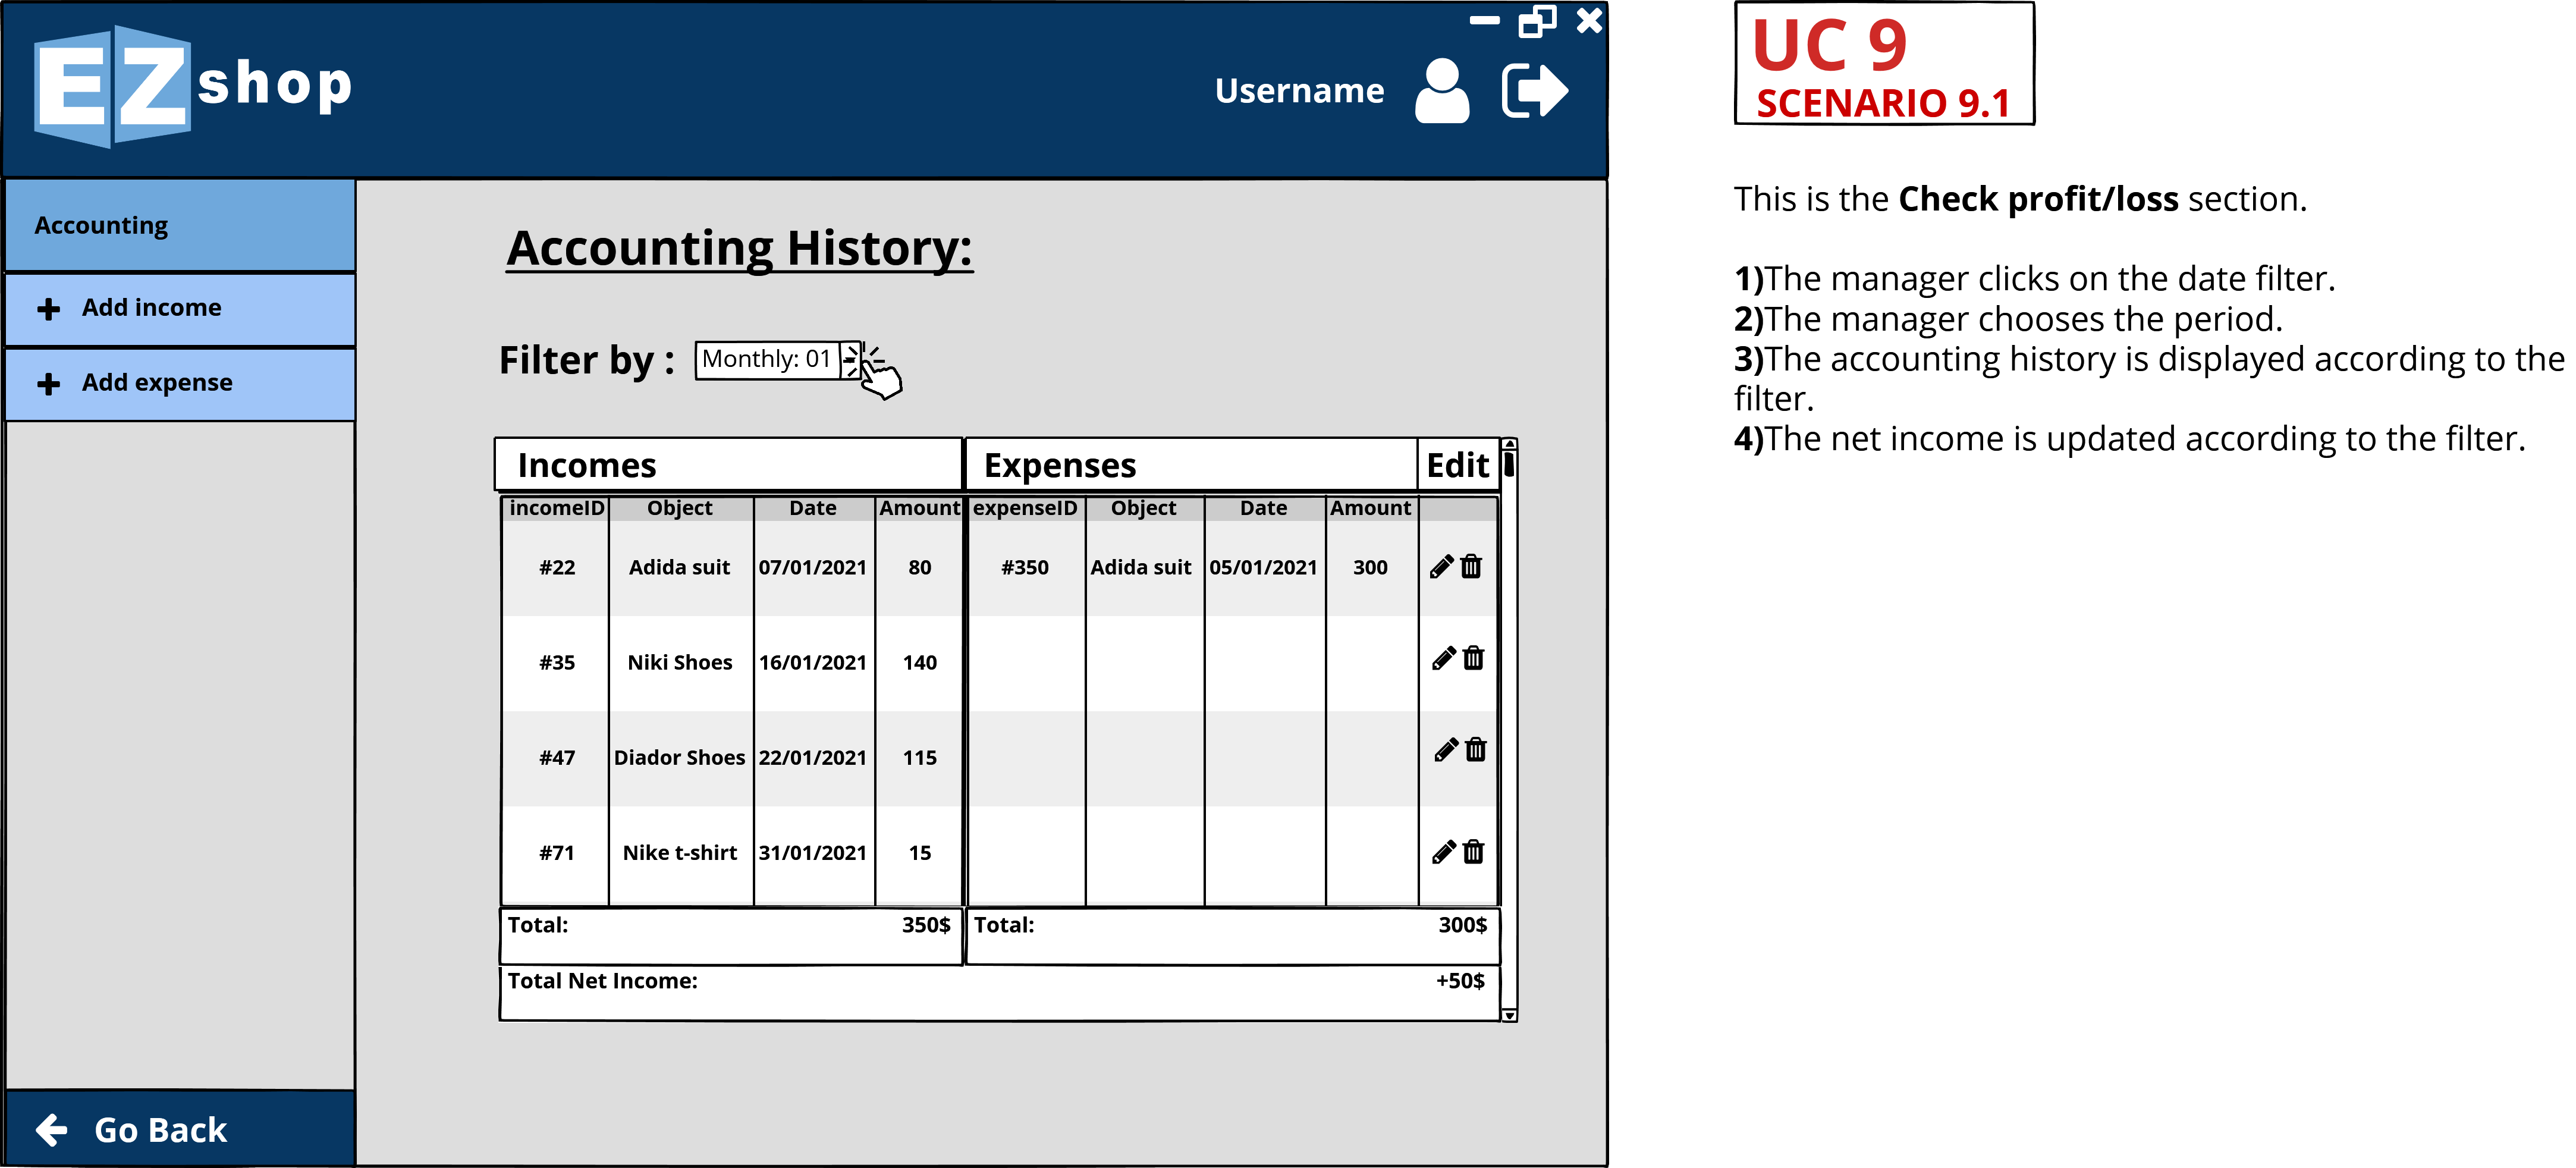 EZshop
Username
Accounting
Add income
Add expense
Go Back
Accounting History:
Filter by : Monthly: 01
Incomes Expenses Edit
incomeID Object Date Amount expenseID Object Date Amount
#22 Adida suit 07/01/2021 80 #350 Adida suit 05/01/2021 300
#35 Niki Shoes 16/01/2021 140
#47 Diador Shoes 22/01/2021 115
#71 Nike t-shirt 31/01/2021 15
Total: 350$ Total: 300$
Total Net Income: +50$
UC 9
SCENARIO 9.1
This is the Check profit/loss section.
1)The manager clicks on the date filter.
2)The manager chooses the period.
3)The accounting history is displayed according to the
filter.
4)The net income is updated according to the filter.